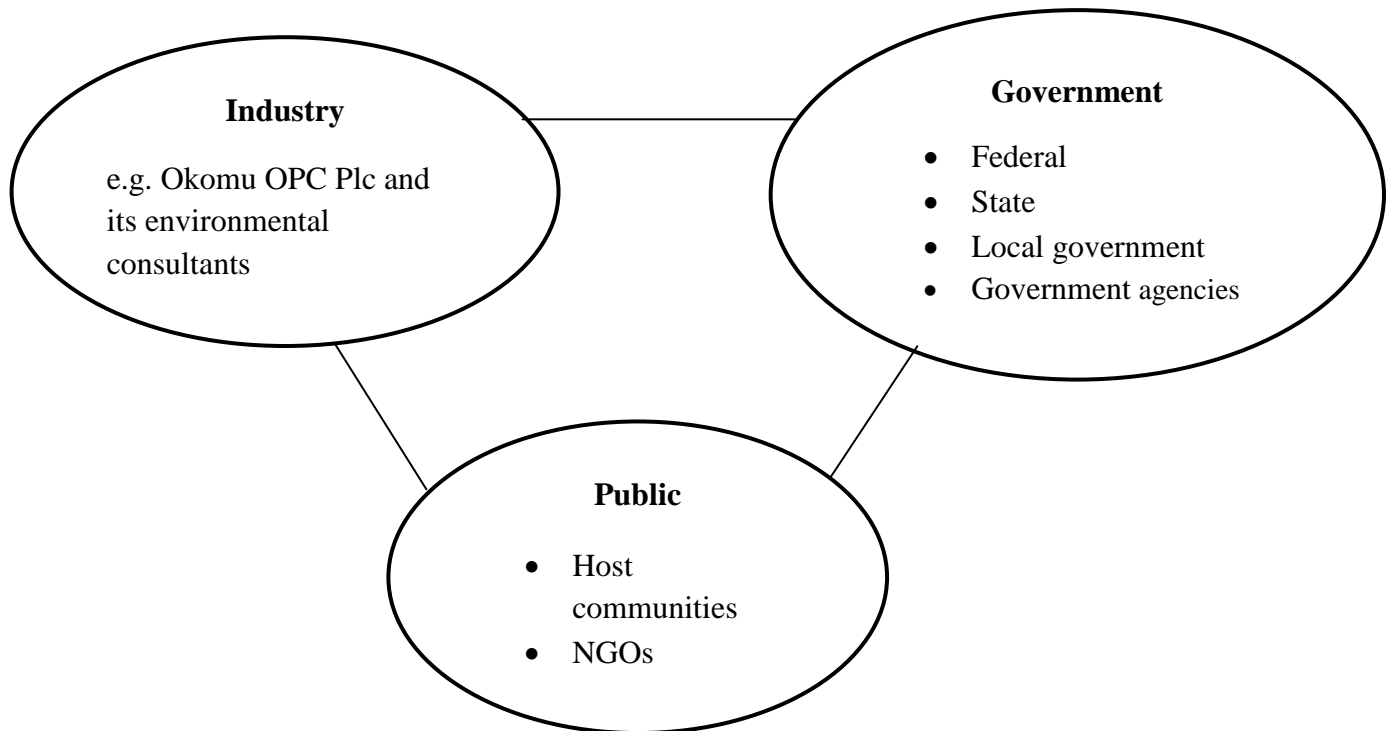 Industry
e.g. Okomu OPC Plc and
its environmental
consultants
Government
• Federal
• State
• Local government
• Government agencies
Public
• Host
communities
• NGOs